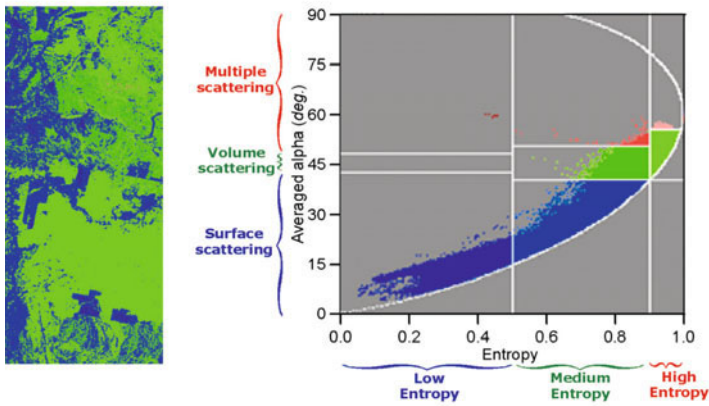 Multiple
scattering
Volume
scattering
Surface
scattering
Averaged alpha (deg.)
90
75
60
45
30
15
0
0.0
0.2
0.4
0.6
0.8
1.0
Entropy
Low
Entropy
Medium
Entropy
High
Entropy